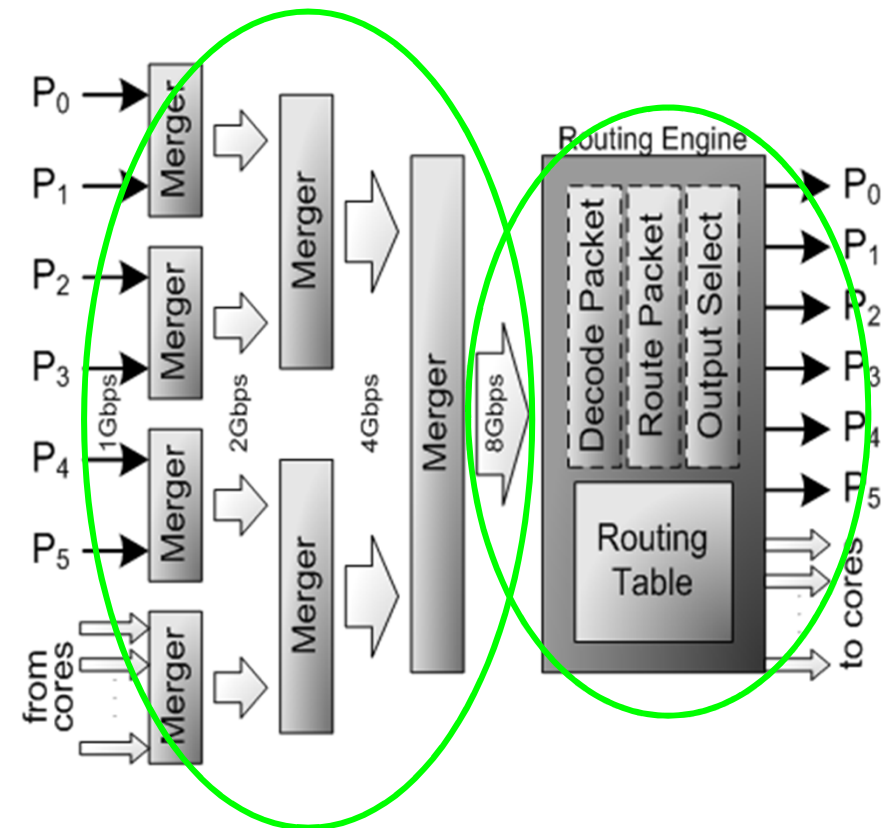 P0
P1
P2
P3
P4
P5
from
cores
Merger
Merger
Merger
Merger
1Gbps
2Gbps
Merger
Merger
4Gbps
Merger
8Gbps
Routing Engine
Decode Packet
Route Packet
Output Select
Routing
Table
P0
P1
P2
P3
P4
P5
to cores